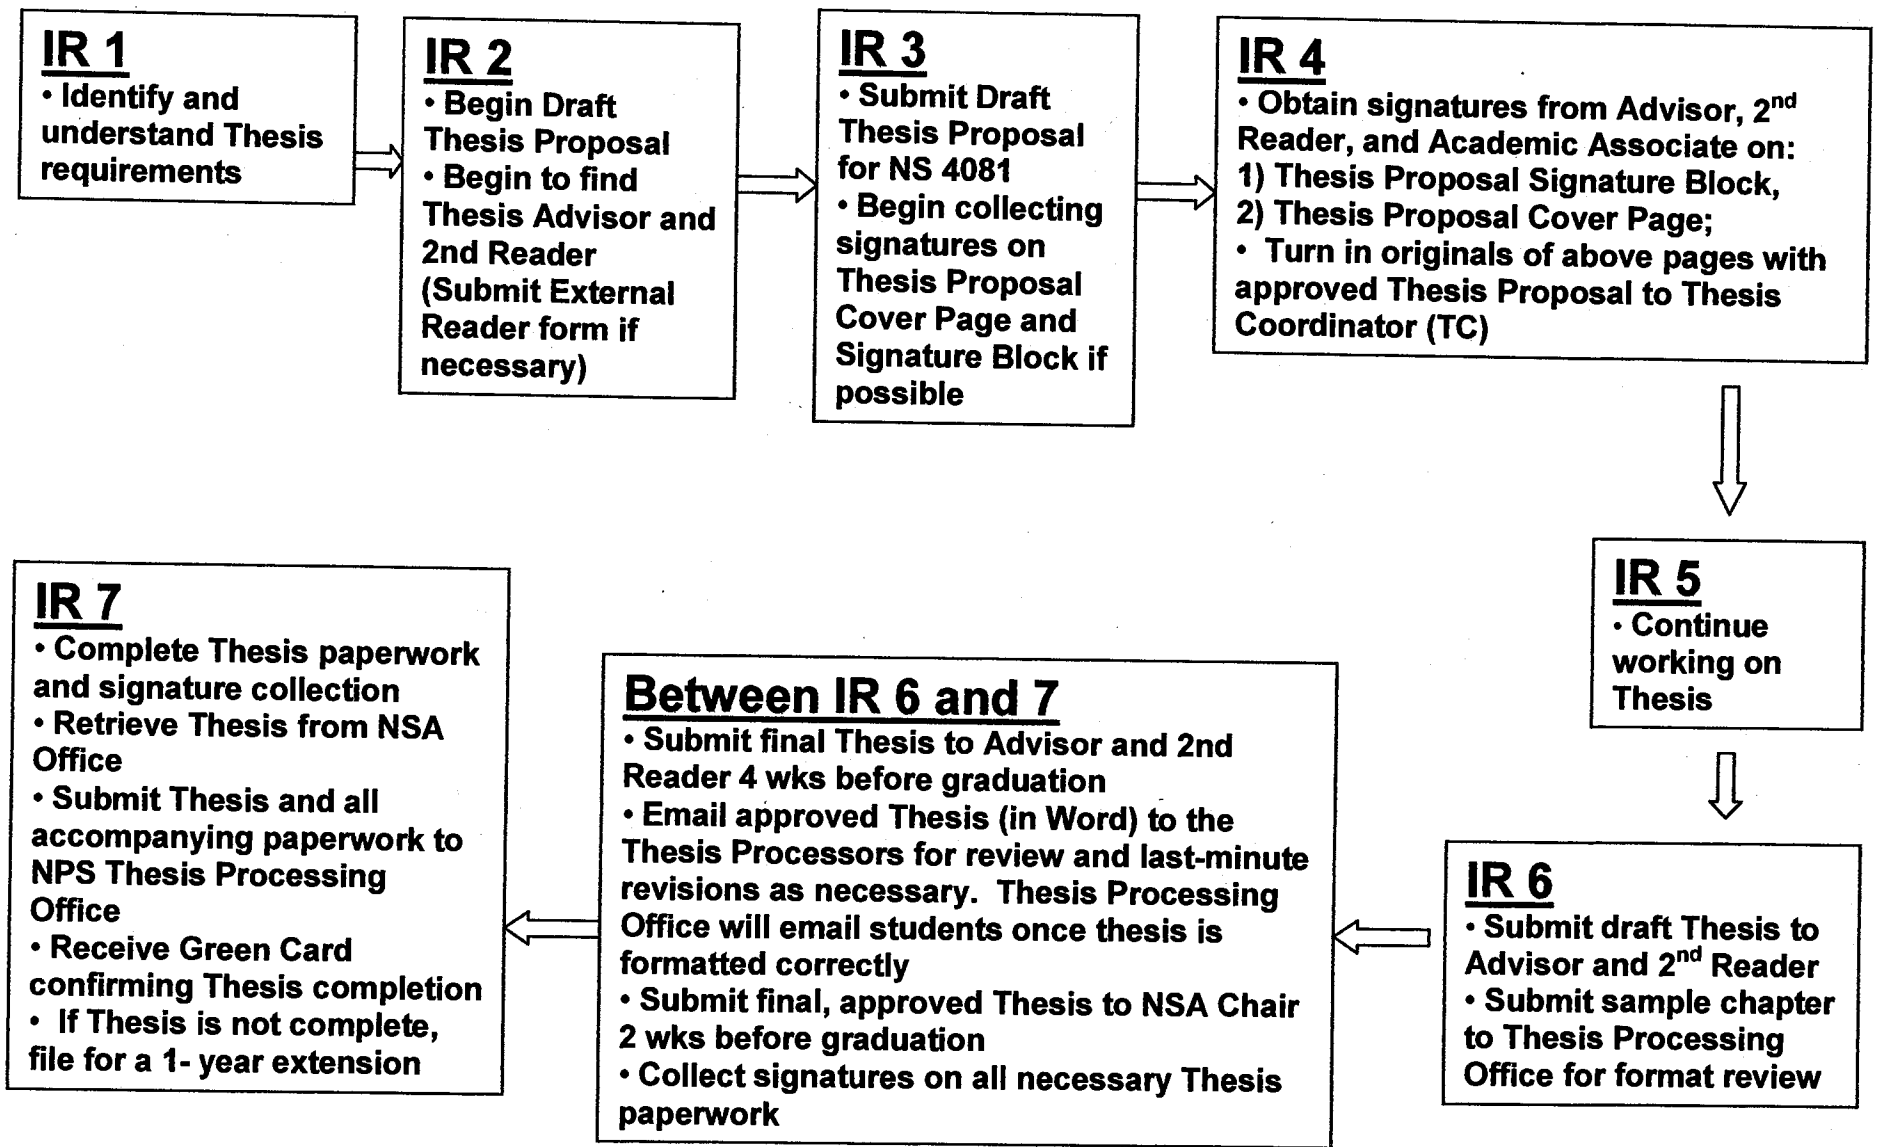 IR 1
• Identify and
understand Thesis
requirements
IR 2
• Begin Draft
Thesis Proposal
• Begin to find
Thesis Advisor and
2nd Reader
(Submit External
Reader form if
necessary)
IR 3
• Submit Draft
Thesis Proposal
for NS 4081
• Begin collecting
signatures on
Thesis Proposal
Cover Page and
Signature Block if
possible
IR 4
• Obtain signatures from Advisor, 2nd
Reader, and Academic Associate on:
1) Thesis Proposal Signature Block,
2) Thesis Proposal Cover Page;
• Turn in originals of above pages with
approved Thesis Proposal to Thesis
Coordinator (TC)
IR 5
• Continue
working on
Thesis
IR 6
• Submit draft Thesis to
Advisor and 2nd Reader
• Submit sample chapter
to Thesis Processing
Office for format review
Between IR 6 and 7
• Submit final Thesis to Advisor and 2nd
Reader 4 wks before graduation
• Email approved Thesis (in Word) to the
Thesis Processors for review and last-minute
revisions as necessary. Thesis Processing
Office will email students once thesis is
formatted correctly
• Submit final, approved Thesis to NSA Chair
2 wks before graduation
• Collect signatures on all necessary Thesis
paperwork
IR 7
• Complete Thesis paperwork
and signature collection
• Retrieve Thesis from NSA
Office
• Submit Thesis and all
accompanying paperwork to
NPS Thesis Processing
Office
• Receive Green Card
confirming Thesis completion
• If Thesis is not complete,
file for a 1- year extension